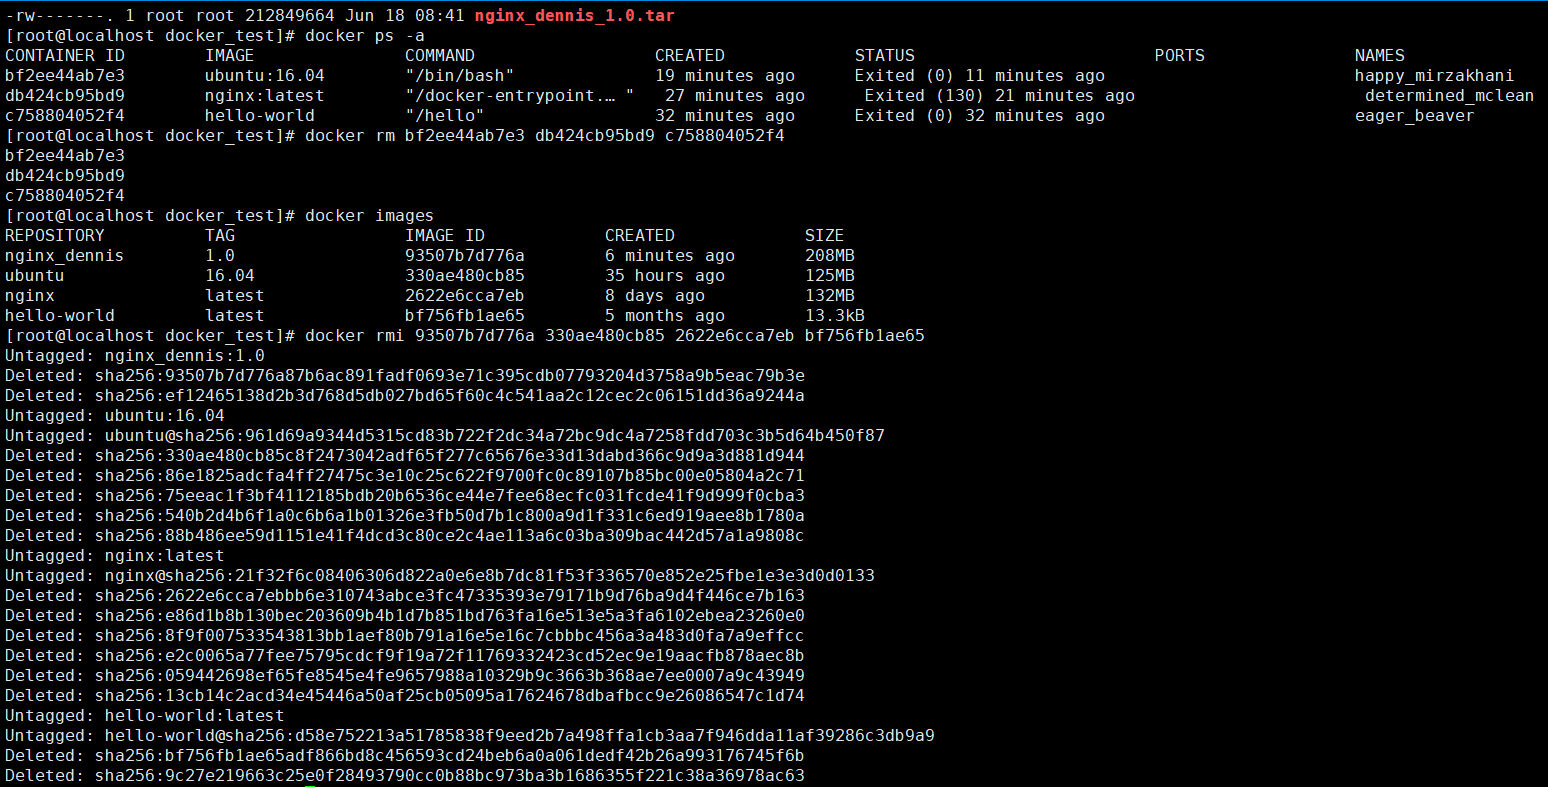 -rw-------. 1 root root 212849664 Jun 18 08:41 nginx_dennis_1.0.tar
[root@localhost docker_test]# docker ps -a
CONTAINER ID        IMAGE               COMMAND                  CREATED             STATUS                        PORTS               NAMES
bf2ee44ab7e3        ubuntu:16.04        "/bin/bash"              19 minutes ago      Exited (0) 11 minutes ago                         happy_mirzakhani
db424cb95bd9        nginx:latest        "/docker-entrypoint.… "   27 minutes ago      Exited (130) 21 minutes ago                       determined_mclean
c758804052f4        hello-world         "/hello"                 32 minutes ago      Exited (0) 32 minutes ago                         eager_beaver
[root@localhost docker_test]# docker rm bf2ee44ab7e3 db424cb95bd9 c758804052f4
bf2ee44ab7e3
db424cb95bd9
c758804052f4
[root@localhost docker_test]# docker images
REPOSITORY          TAG                 IMAGE ID            CREATED             SIZE
nginx_dennis        1.0                 93507b7d776a        6 minutes ago       208MB
ubuntu              16.04               330ae480cb85        35 hours ago        125MB
nginx               latest              2622e6cca7eb        8 days ago          132MB
hello-world         latest              bf756fb1ae65        5 months ago        13.3kB
[root@localhost docker_test]# docker rmi 93507b7d776a 330ae480cb85 2622e6cca7eb bf756fb1ae65
Untagged: nginx_dennis:1.0
Deleted: sha256:93507b7d776a87b6ac891fadf0693e71c395cdb07793204d3758a9b5eac79b3e
Deleted: sha256:ef12465138d2b3d768d5db027bd65f60c4c541aa2c12cec2c06151dd36a9244a
Untagged: ubuntu:16.04
Untagged: ubuntu@sha256:961d69a9344d5315cd83b722f2dc34a72bc9dc4a7258fdd703c3b5d64b450f87
Deleted: sha256:330ae480cb85c8f2473042adf65f277c65676e33d13dabd366c9d9a3d881d944
Deleted: sha256:86e1825adcfa4ff27475c3e10c25c622f9700fc0c89107b85bc00e05804a2c71
Deleted: sha256:75eeac1f3bf4112185bdb20b6536ce44e7fee68ecfc031fcde41f9d999f0cba3
Deleted: sha256:540b2d4b6f1a0c6b6a1b01326e3fb50d7b1c800a9d1f331c6ed919aee8b1780a
Deleted: sha256:88b486ee59d1151e41f4dcd3c80ce2c4ae113a6c03ba309bac442d57a1a9808c
Untagged: nginx:latest
Untagged: nginx@sha256:21f32f6c08406306d822a0e6e8b7dc81f53f336570e852e25fbe1e3e3d0d0133
Deleted: sha256:2622e6cca7ebbb6e310743abce3fc47335393e79171b9d76ba9d4f446ce7b163
Deleted: sha256:e86d1b8b130bec203609b4b1d7b851bd763fa16e513e5a3fa6102ebea23260e0
Deleted: sha256:8f9f007533543813bb1aef80b791a16e5e16c7cbbbc456a3a483d0fa7a9effcc
Deleted: sha256:e2c0065a77fee75795cdcf9f19a72f11769332423cd52ec9e19aacfb878aec8b
Deleted: sha256:059442698ef65fe8545e4fe9657988a10329b9c3663b368ae7ee0007a9c43949
Deleted: sha256:13cb14c2acd34e45446a50af25cb05095a17624678dbafbcc9e26086547c1d74
Untagged: hello-world:latest
Untagged: hello-world@sha256:d58e752213a51785838f9eed2b7a498ffa1cb3aa7f946dda11af39286c3db9a9
Deleted: sha256:bf756fb1ae65adf866bd8c456593cd24beb6a0a061dedf42b26a993176745f6b
Deleted: sha256:9c27e219663c25e0f28493790cc0b88bc973ba3b1686355f221c38a36978ac63